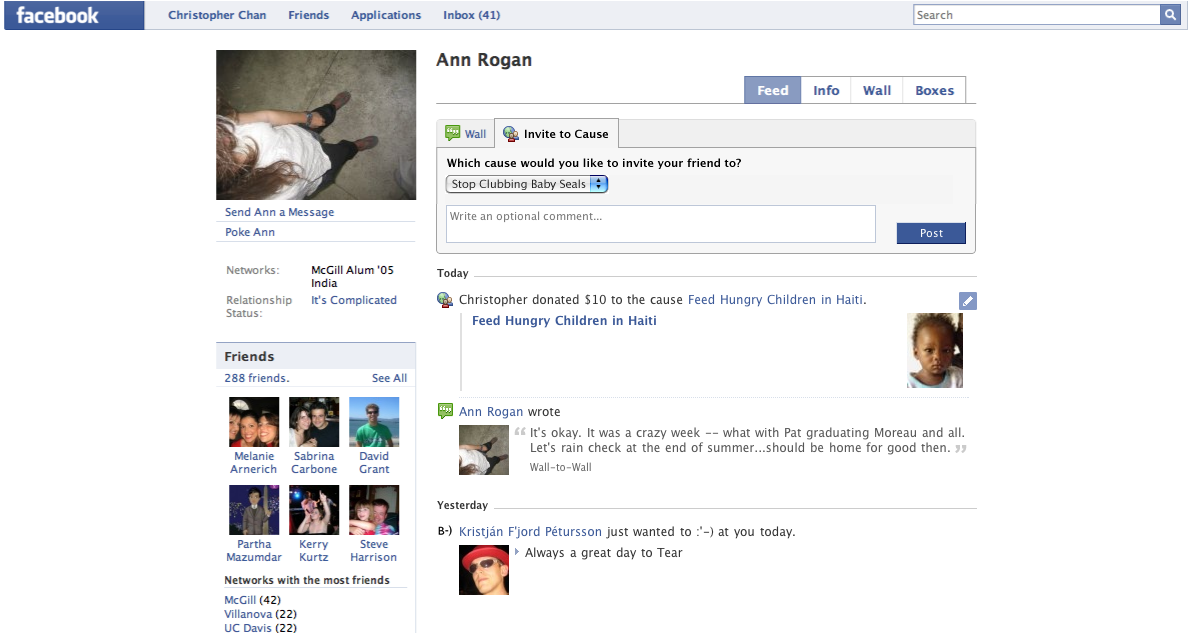 facebook
Christopher Chan Friends Applications Inbox (41)
Search
Ann Rogan
Feed Info Wall Boxes
Wall Invite to Cause
Which cause would you like to invite your friend to?
Stop Clubbing Baby Seals
Write an optional comment...
Post
Send Ann a Message
Poke Ann
Networks: McGill Alum '05
India
Relationship It's Complicated
Status:
Friends
288 friends. See All
Melanie Sabrina David
Arnerich Carbone Grant
Partha Kerry Steve
Mazumdar Kurtz Harrison
Networks with the most friends
McGill (42)
Villanova (22)
UC Davis (22)
Today
Christopher donated $10 to the cause Feed Hungry Children in Haiti.
Feed Hungry Children in Haiti
Ann Rogan wrote
“ It's okay. It was a crazy week -- what with Pat graduating Moreau and all.
Let's rain check at the end of summer...should be home for good then. ”
Wall-to-Wall
Yesterday
B-) Kristján F'jord Pétursson just wanted to :'-) at you today.
Always a great day to Tear